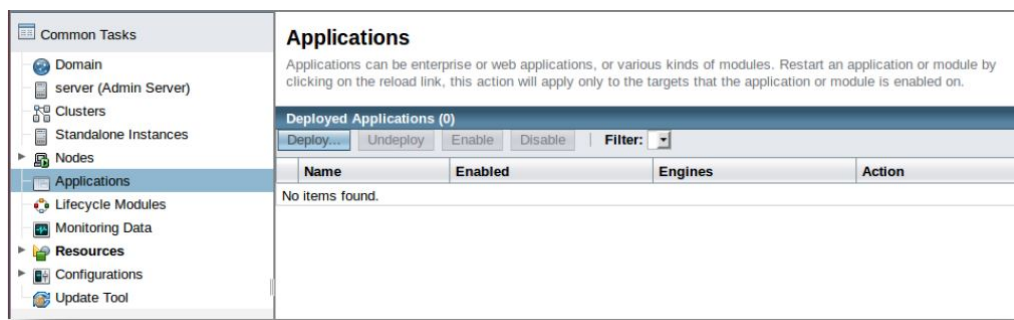 Common Tasks
Domain
server (Admin Server)
Clusters
Standalone Instances
Nodes
Applications
Lifecycle Modules
Monitoring Data
Resources
Configurations
Update Tool
Applications
Applications can be enterprise or web applications, or various kinds of modules. Restart an application or module by
clicking on the reload link, this action will apply only to the targets that the application or module is enabled on.
Deployed Applications (0)
Deploy... Undeploy Enable Disable Filter:
Name Enabled Engines Action
No items found.